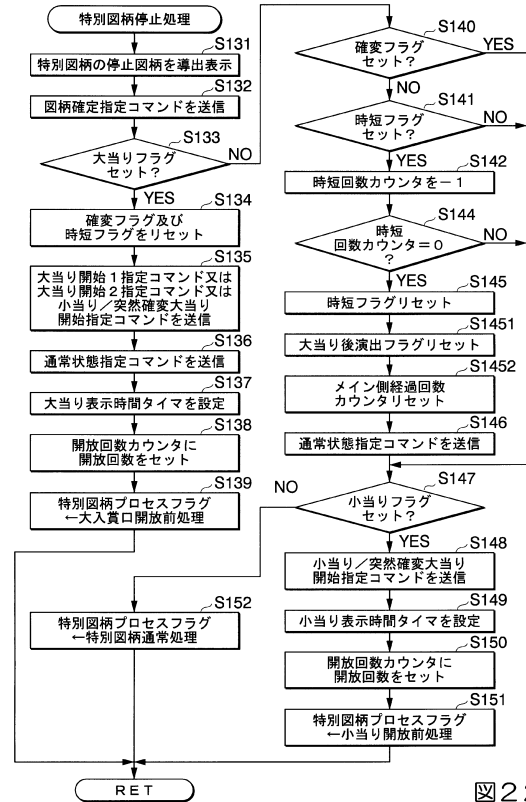 特別図柄停止処理
S131
特別図柄の停止図柄を導出表示
S132
図柄確定指定コマンドを送信
S133
大当りフラグ
セット?
NO
YES
S134
確変フラグ及び
時短フラグをリセット
S135
大当り開始1指定コマンド又は
大当り開始2指定コマンド又は
小当り/突然確変大当り
開始指定コマンドを送信
S136
通常状態指定コマンドを送信
S137
大当り表示時間タイマを設定
S138
開放回数カウンタに
開放回数をセット
S139
特別図柄プロセスフラグ
←大入賞口開放前処理
S140
確変フラグ
セット?
YES
NO
S141
時短フラグ
セット?
NO
YES
S142
時短回数カウンタを-1
S144
時短
回数カウンタ=0
?
NO
YES
S145
時短フラグリセット
S1451
大当り後演出フラグリセット
S1452
メイン側経過回数
カウンタリセット
S146
通常状態指定コマンドを送信
S147
小当りフラグ
セット?
NO
YES
S148
小当り/突然確変大当り
開始指定コマンドを送信
S149
小当り表示時間タイマを設定
S150
開放回数カウンタに
開放回数をセット
S151
特別図柄プロセスフラグ
←小当り開放前処理
S152
特別図柄プロセスフラグ
←特別図柄通常処理
RET